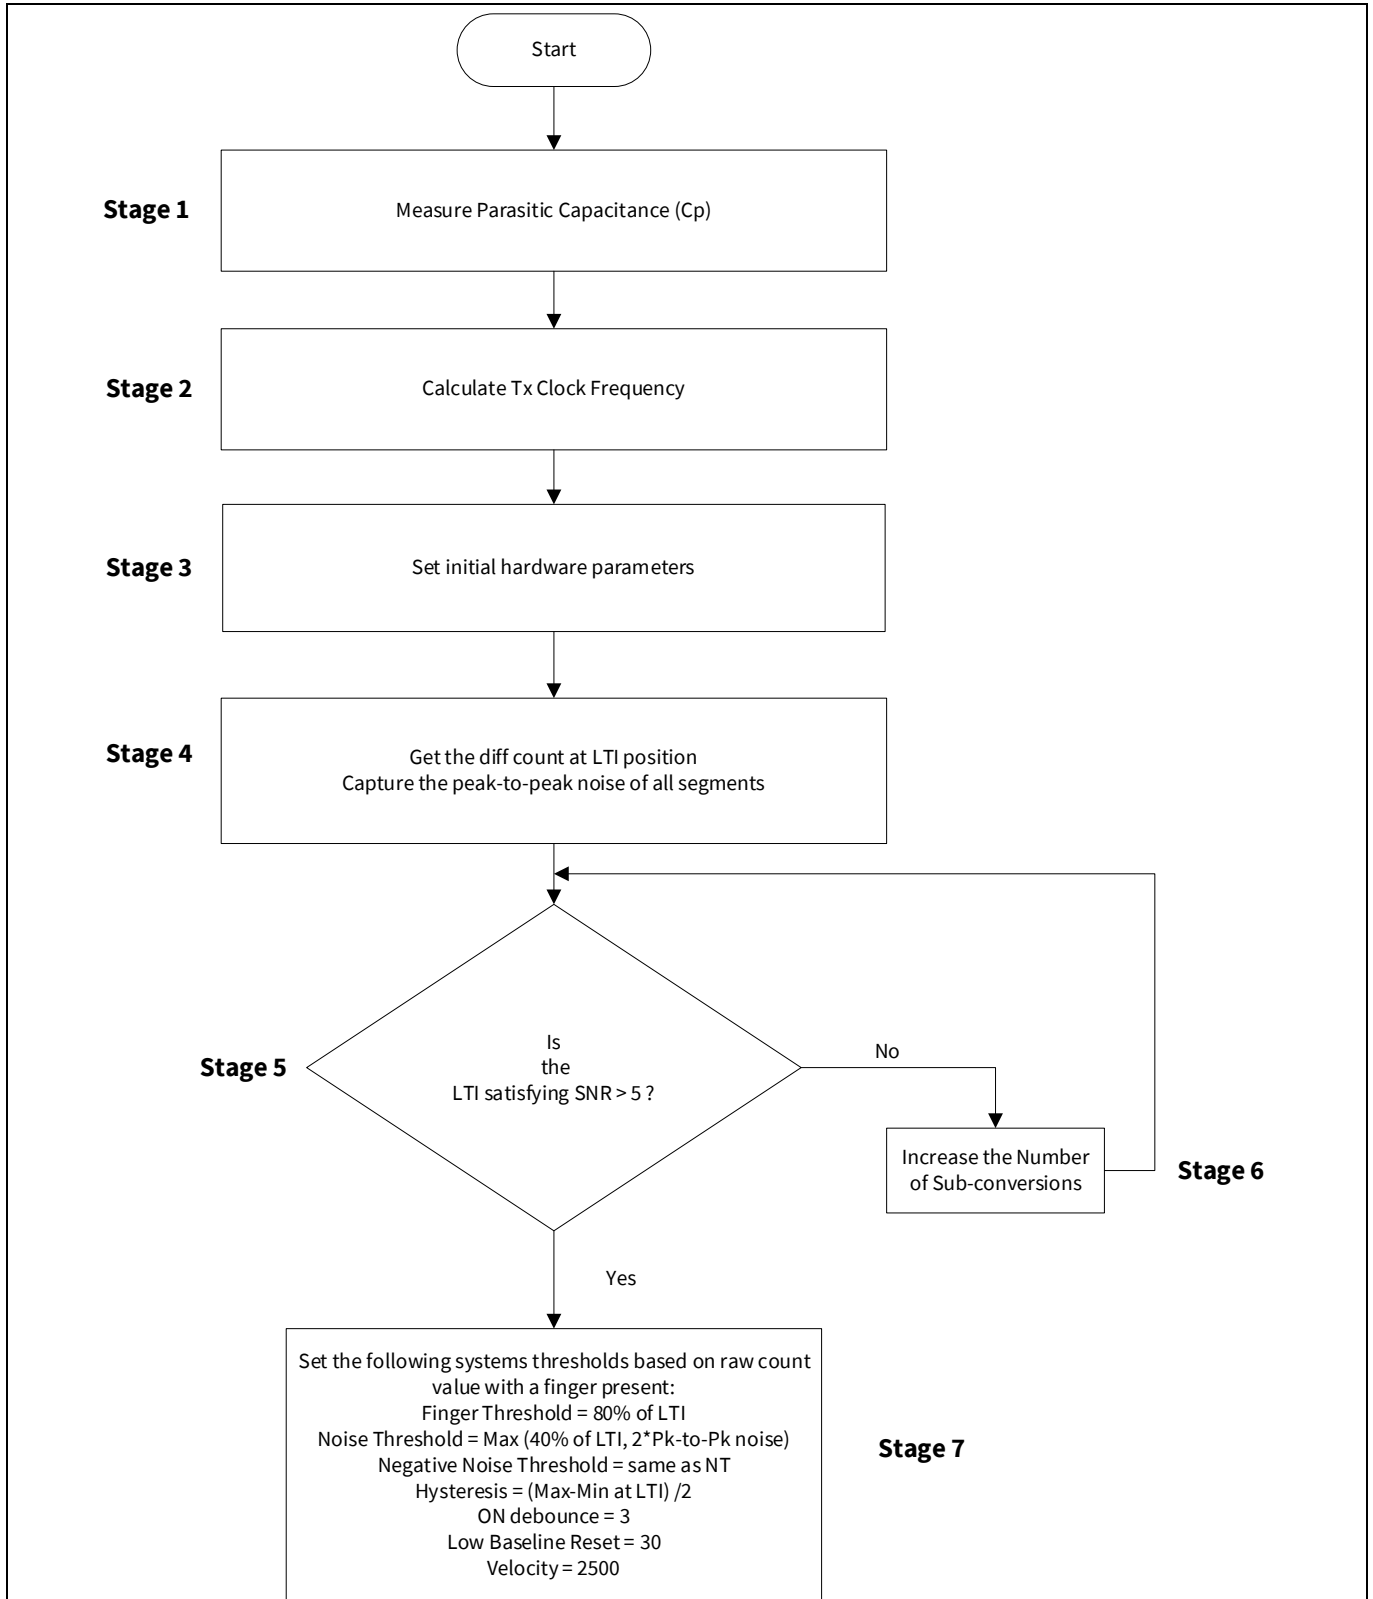 Start
Stage 1
Measure Parasitic Capacitance (Cp)
Stage 2
Calculate Tx Clock Frequency
Stage 3
Set initial hardware parameters
Stage 4
Get the diff count at LTI position
Capture the peak-to-peak noise of all segments
Stage 5
Is
the
LTI satisfying SNR > 5 ?
No
Increase the Number
of Sub-conversions
Stage 6
Yes
Set the following systems thresholds based on raw count
value with a finger present:
Finger Threshold = 80% of LTI
Noise Threshold = Max (40% of LTI, 2*Pk-to-Pk noise)
Negative Noise Threshold = same as NT
Hysteresis = (Max-Min at LTI) /2
ON debounce = 3
Low Baseline Reset = 30
Velocity = 2500
Stage 7